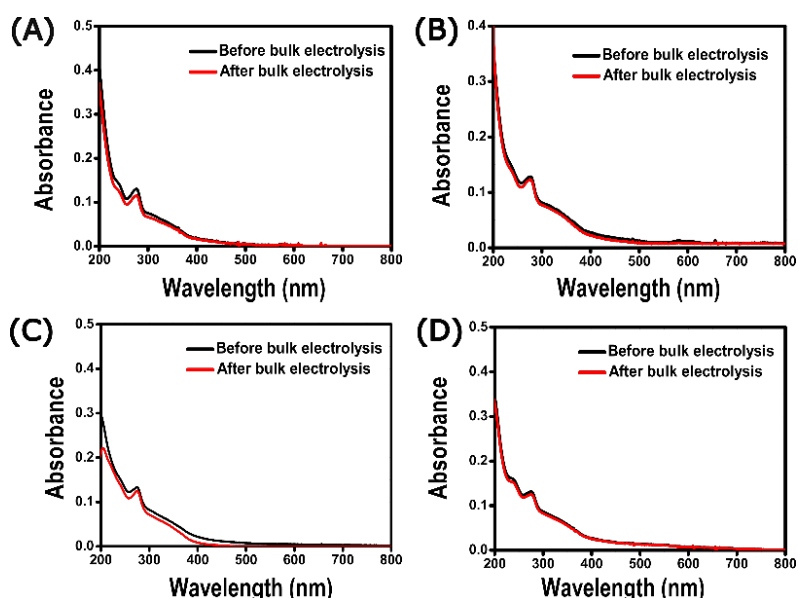 (A)
0.5
0.4
0.3
0.2
0.1
0.0
Absorbance
Before bulk electrolysis
After bulk electrolysis
200 300 400 500 600 700 800
Wavelength (nm)
(B)
0.4
0.3
0.2
0.1
0.0
Absorbance
Before bulk electrolysis
After bulk electrolysis
200 300 400 500 600 700 800
Wavelength (nm)
(C)
0.5
0.4
0.3
0.2
0.1
0.0
Absorbance
Before bulk electrolysis
After bulk electrolysis
200 300 400 500 600 700 800
Wavelength (nm)
(D)
0.5
0.4
0.3
0.2
0.1
0.0
Absorbance
Before bulk electrolysis
After bulk electrolysis
200 300 400 500 600 700 800
Wavelength (nm)